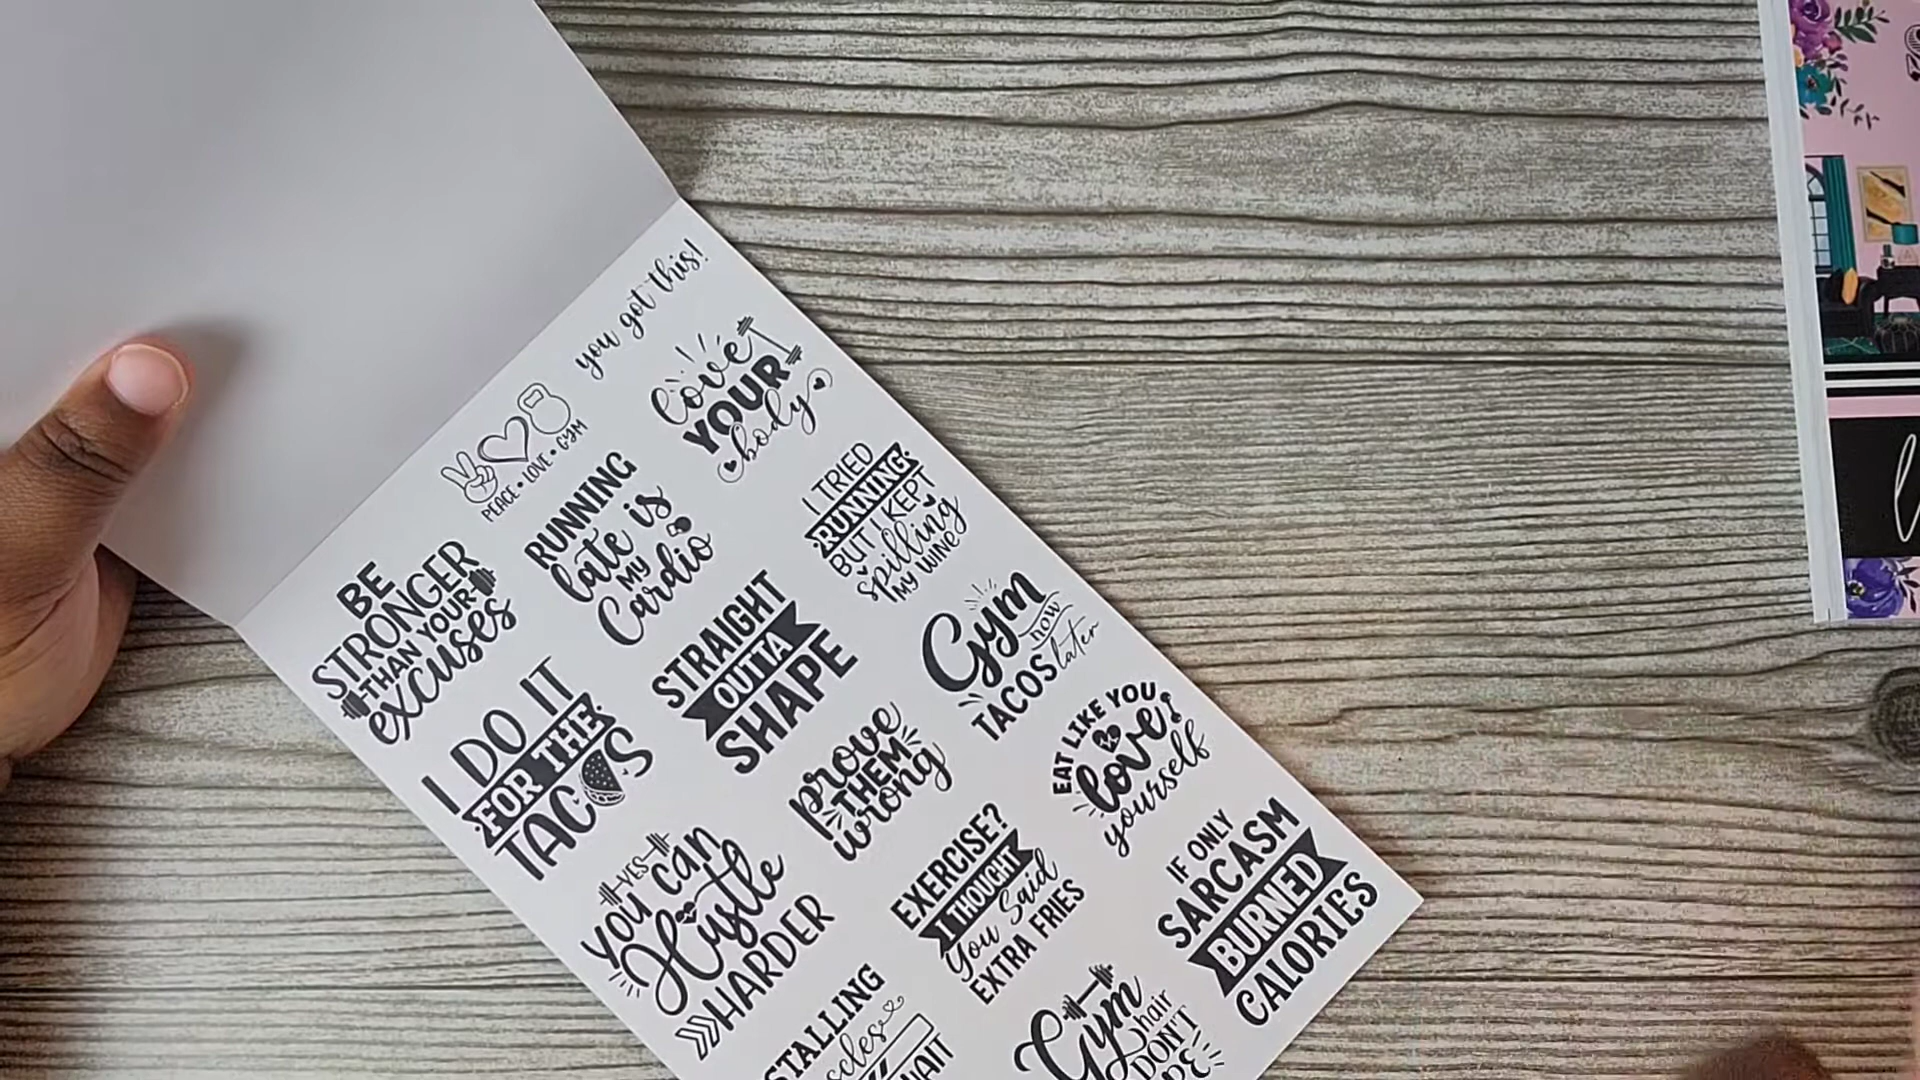 you got this!
PEACE • LOVE • GYM
love
YOUR
body
RUNNING
late is
MY
Cardio
I TRIED
RUNNING
BUT I KEPT
spilling
MY WINE
BE
STRONGER
THAN YOUR
excuses
STRAIGHT
OUTTA
SHAPE
Gym
now
TACOS later
I DO IT
FOR THE
TACOS
prove
THEM
wrong
EAT LIKE YOU
love
yourself
YES
you can
Hustle
HARDER
EXERCISE?
I THOUGHT
You Said
EXTRA FRIES
IF ONLY
SARCASM
BURNED
CALORIES
Gym
hair
DON'T